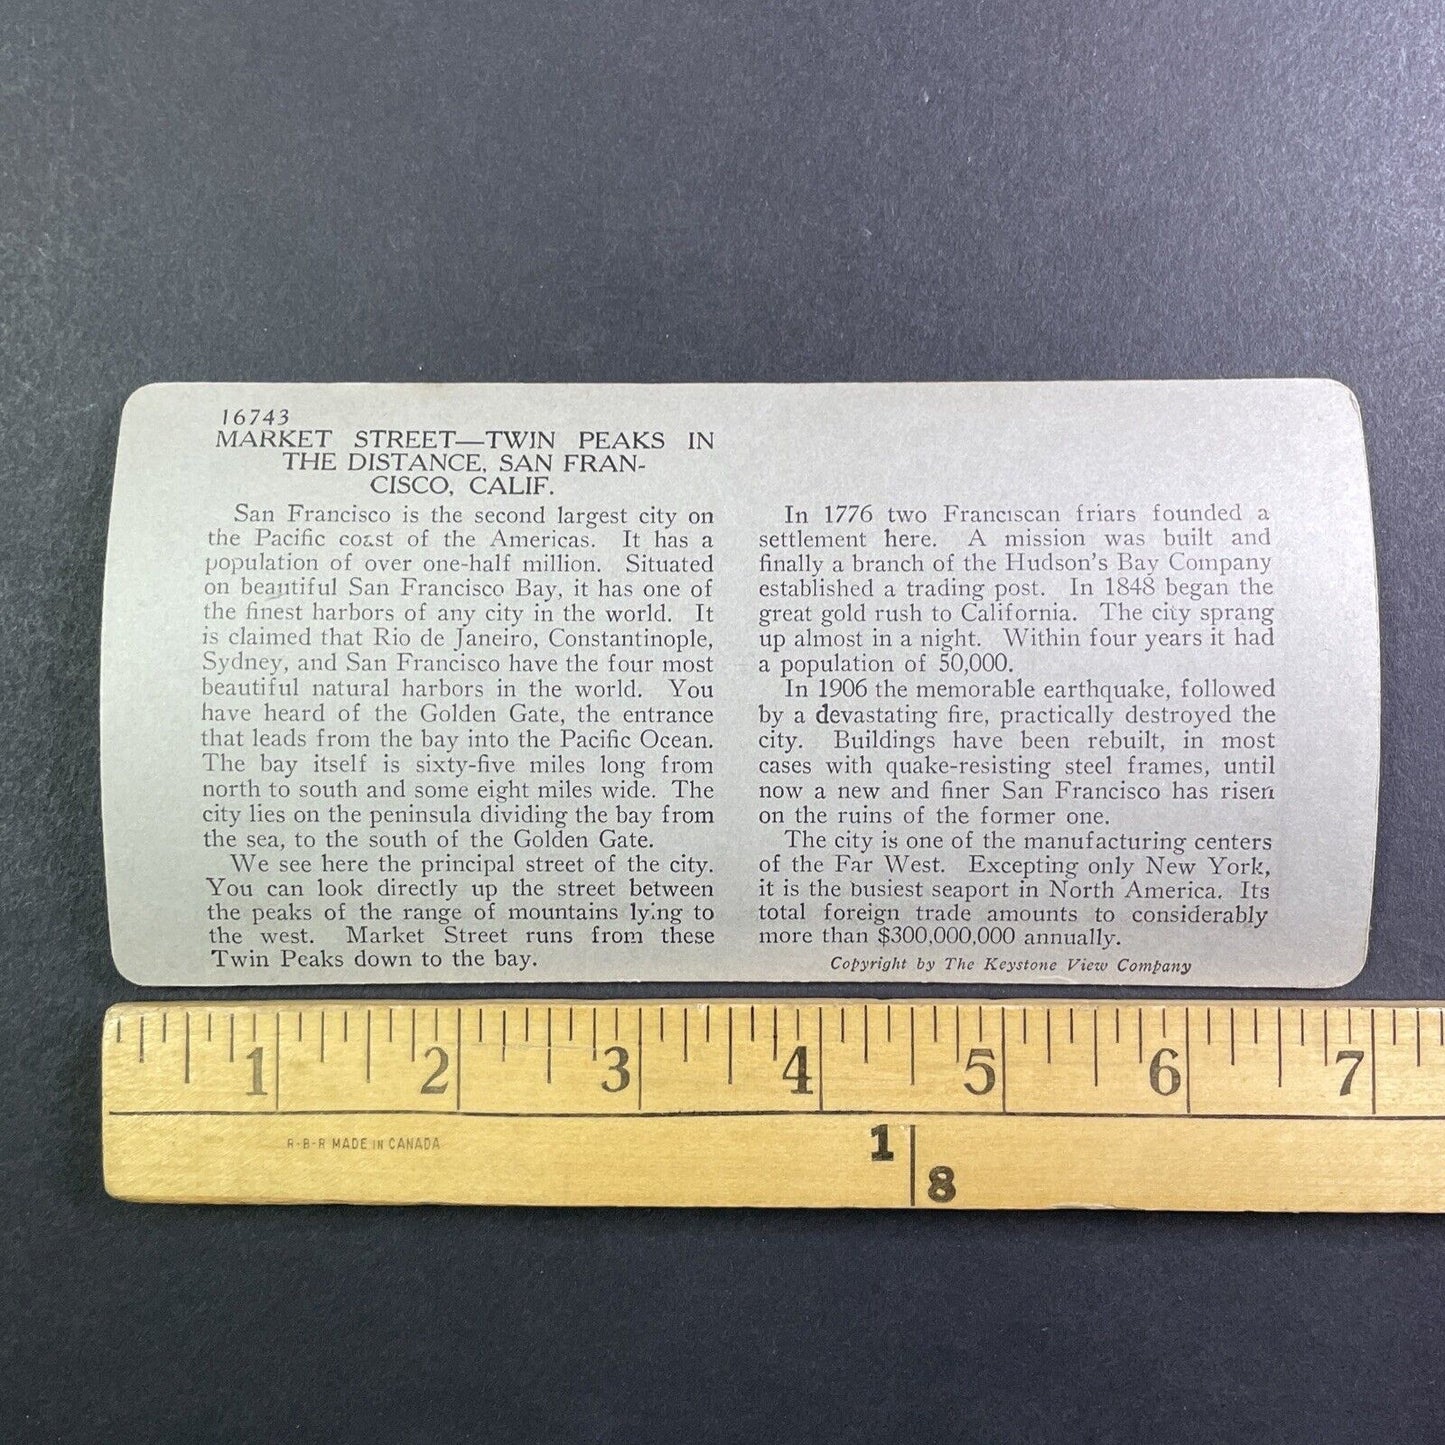 16743
MARKET STREET—TWIN PEAKS IN
THE DISTANCE, SAN FRAN-
CISCO, CALIF.
San Francisco is the second largest city on
the Pacific coast of the Americas. It has a
population of over one-half million. Situated
on beautiful San Francisco Bay, it has one of
the finest harbors of any city in the world. It
is claimed that Rio de Janeiro, Constantinople,
Sydney, and San Francisco have the four most
beautiful natural harbors in the world. You
have heard of the Golden Gate, the entrance
that leads from the bay into the Pacific Ocean.
The bay itself is sixty-five miles long from
north to south and some eight miles wide. The
city lies on the peninsula dividing the bay from
the sea, to the south of the Golden Gate.
We see here the principal street of the city.
You can look directly up the street between
the peaks of the range of mountains lying to
the west. Market Street runs from these
Twin Peaks down to the bay.
In 1776 two Franciscan friars founded a
settlement here. A mission was built and
finally a branch of the Hudson's Bay Company
established a trading post. In 1848 began the
great gold rush to California. The city sprang
up almost in a night. Within four years it had
a population of 50,000.
In 1906 the memorable earthquake, followed
by a devastating fire, practically destroyed the
city. Buildings have been rebuilt, in most
cases with quake-resisting steel frames, until
now a new and finer San Francisco has risen
on the ruins of the former one.
The city is one of the manufacturing centers
of the Far West. Excepting only New York,
it is the busiest seaport in North America. Its
total foreign trade amounts to considerably
more than $300,000,000 annually.
Copyright by The Keystone View Company
1 2 3 4 5 6 7
R-B-R MADE IN CANADA
1
8